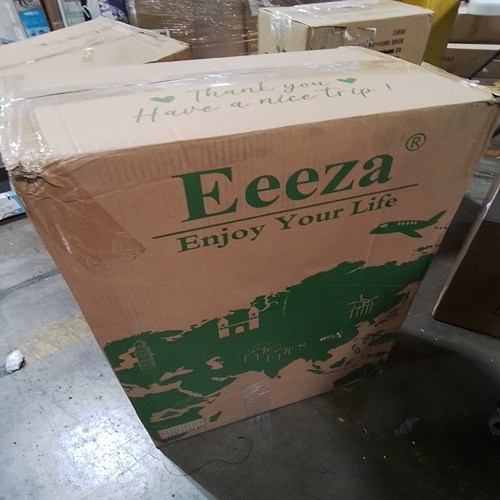 Thank you
Have a nice trip!
Eeeza®
Enjoy Your Life